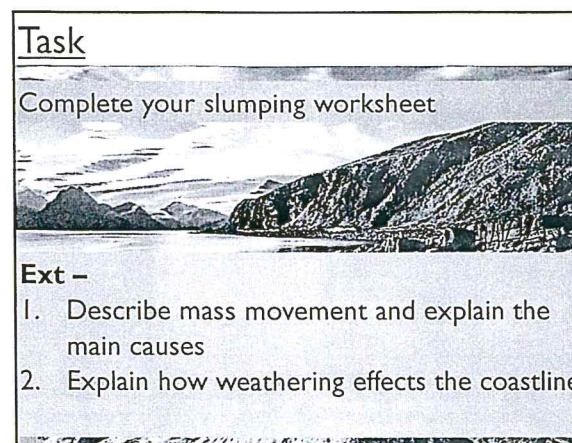 Task
Complete your slumping worksheet
Ext –
1. Describe mass movement and explain the
main causes
2. Explain how weathering effects the coastline